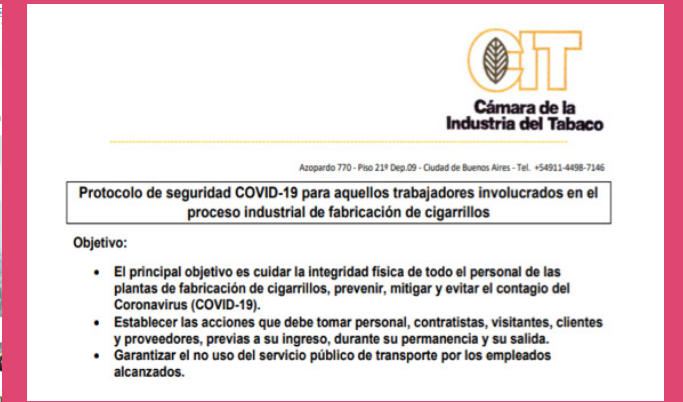 CIT
Cámara de la
Industria del Tabaco
Azopardo 770 - Piso 21º Dep.09 - Ciudad de Buenos Aires - Tel. +54911-4498-7146
Protocolo de seguridad COVID-19 para aquellos trabajadores involucrados en el
proceso industrial de fabricación de cigarrillos
Objetivo:
• El principal objetivo es cuidar la integridad física de todo el personal de las
plantas de fabricación de cigarrillos, prevenir, mitigar y evitar el contagio del
Coronavirus (COVID-19).
• Establecer las acciones que debe tomar personal, contratistas, visitantes, clientes
y proveedores, previas a su ingreso, durante su permanencia y su salida.
• Garantizar el no uso del servicio público de transporte por los empleados
alcanzados.